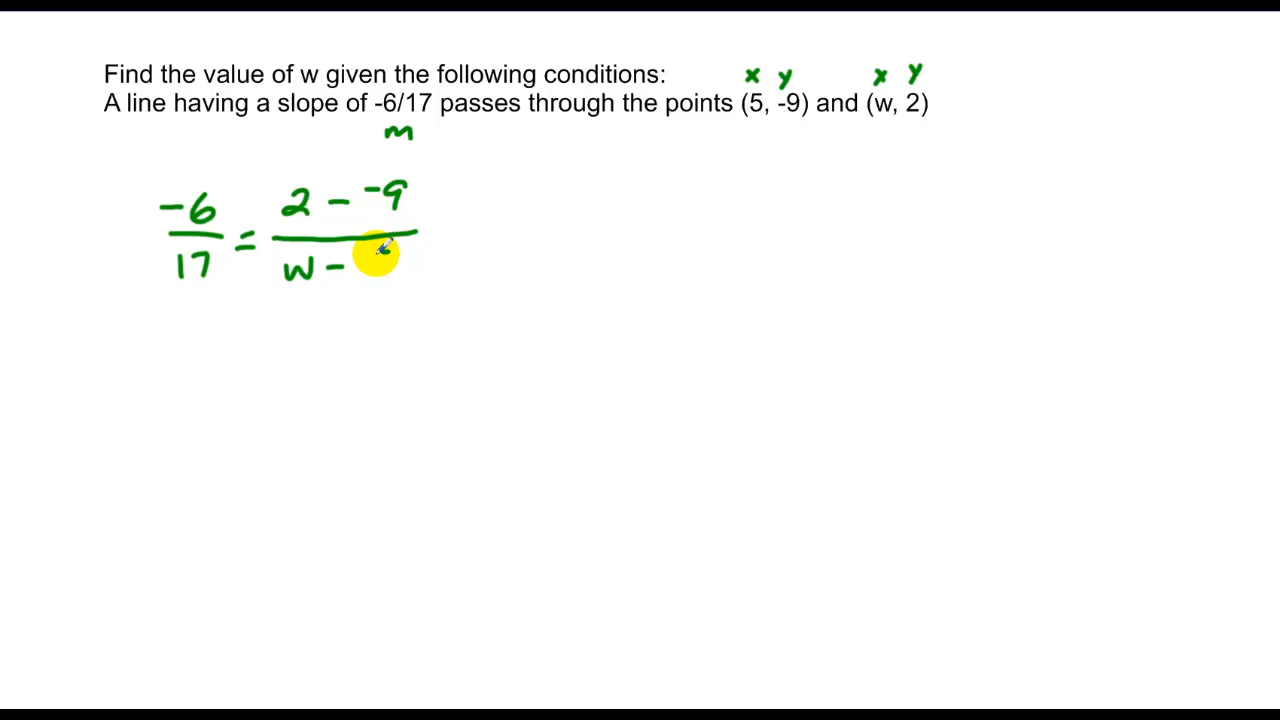 Find the value of w given the following conditions:
x y x y
A line having a slope of -6/17 passes through the points (5, -9) and (w, 2)
m
-6/17 = 2 - -9/w -